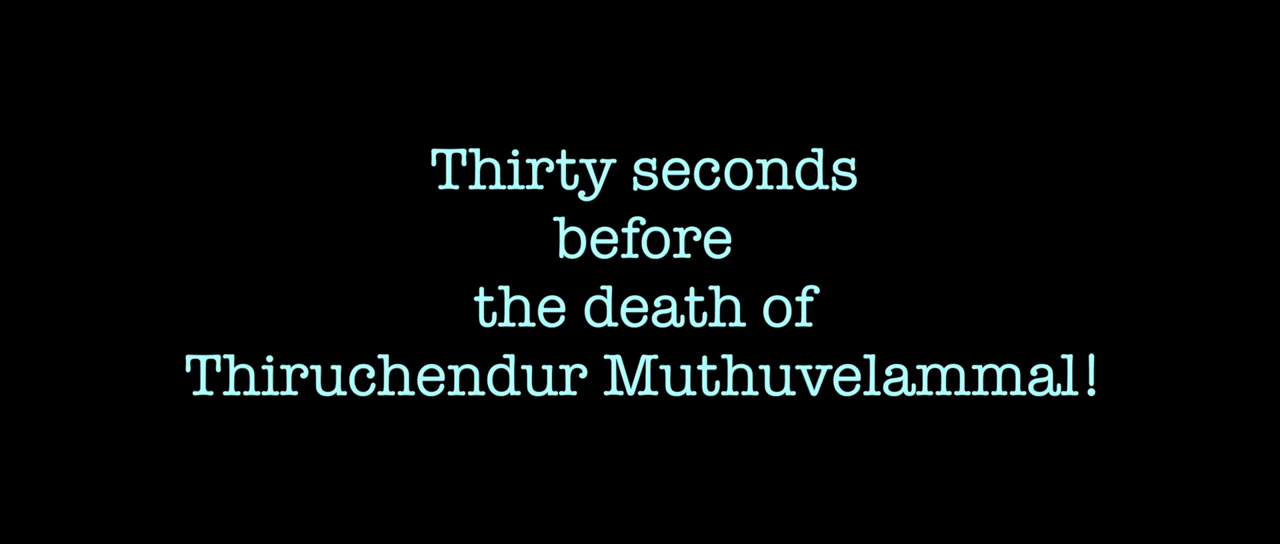 Thirty seconds
before
the death of
Thiruchendur Muthuvelammal!